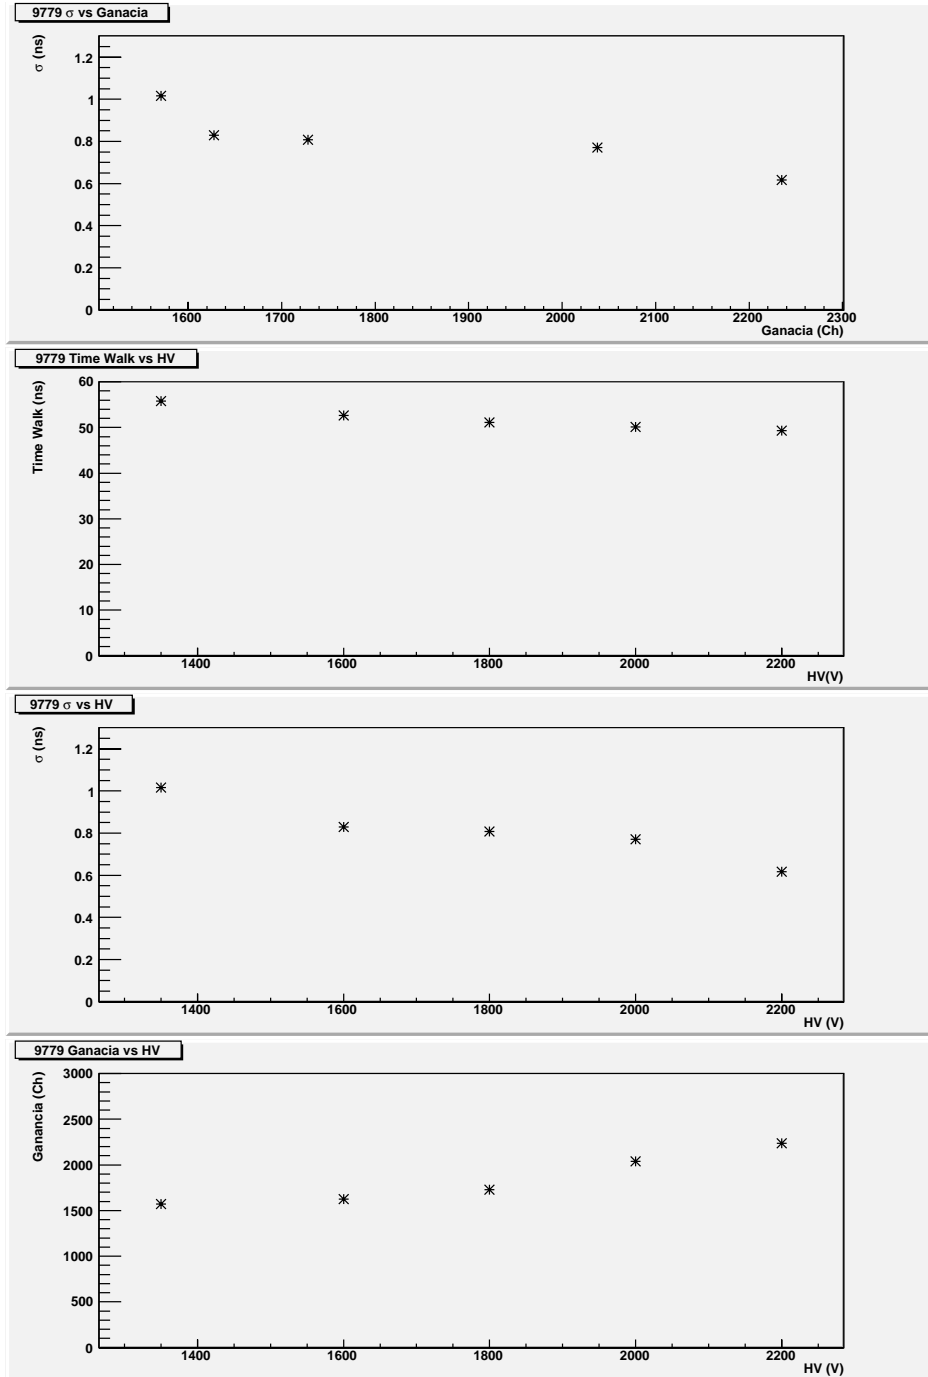 9779 σ vs Ganacia
σ (ns)
1.2
1
0.8
0.6
0.4
0.2
0
1600 1700 1800 1900 2000 2100 2200 2300
Ganacia (Ch)
9779 Time Walk vs HV
Time Walk (ns)
60
50
40
30
20
10
0
1400 1600 1800 2000 2200
HV(V)
9779 σ vs HV
σ (ns)
1.2
1
0.8
0.6
0.4
0.2
0
1400 1600 1800 2000 2200
HV (V)
9779 Ganacia vs HV
Ganancia (Ch)
3000
2500
2000
1500
1000
500
0
1400 1600 1800 2000 2200
HV (V)